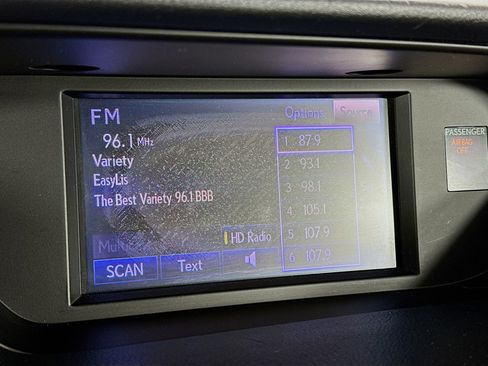 FM
Options
Source
96.1 MHz
Variety
EasyLis
The Best Variety 96.1 BBB
1 87.9
2 93.1
3 98.1
4 105.1
5 107.9
6 107.9
HD Radio
SCAN
Text
PASSENGER
AIR BAG
OFF